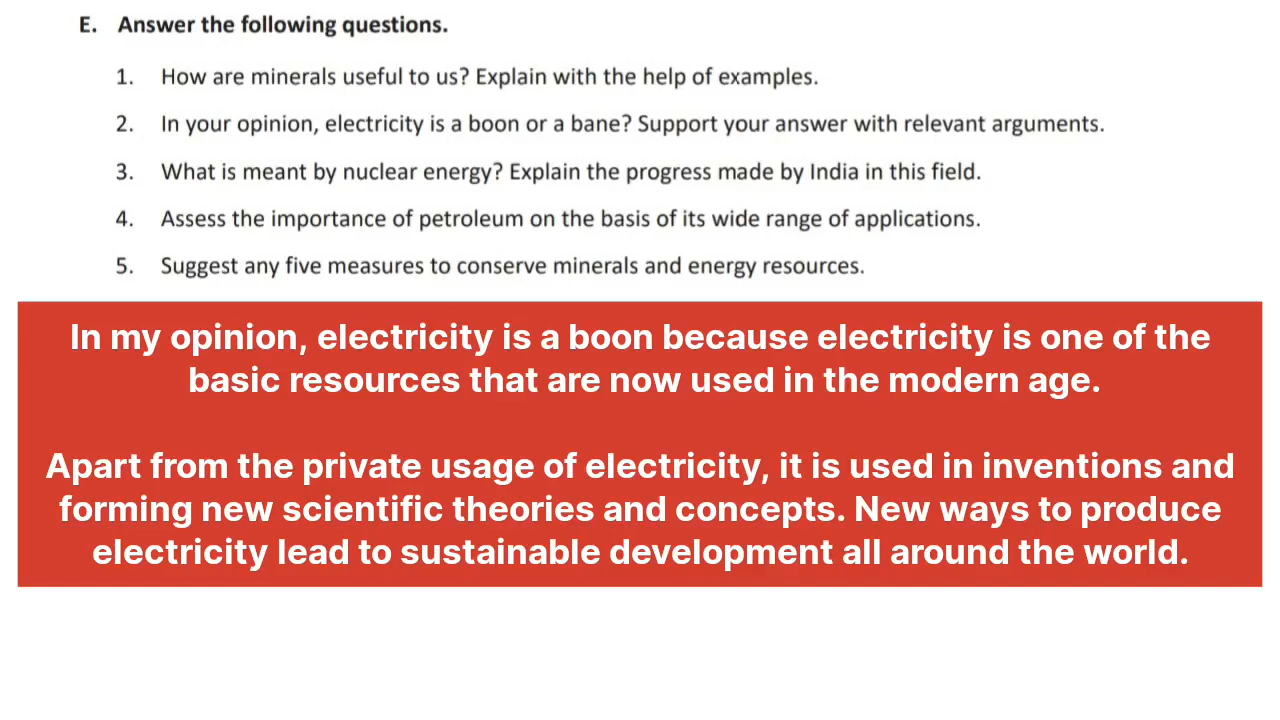 E. Answer the following questions.
1. How are minerals useful to us? Explain with the help of examples.
2. In your opinion, electricity is a boon or a bane? Support your answer with relevant arguments.
3. What is meant by nuclear energy? Explain the progress made by India in this field.
4. Assess the importance of petroleum on the basis of its wide range of applications.
5. Suggest any five measures to conserve minerals and energy resources.
In my opinion, electricity is a boon because electricity is one of the
basic resources that are now used in the modern age.
Apart from the private usage of electricity, it is used in inventions and
forming new scientific theories and concepts. New ways to produce
electricity lead to sustainable development all around the world.